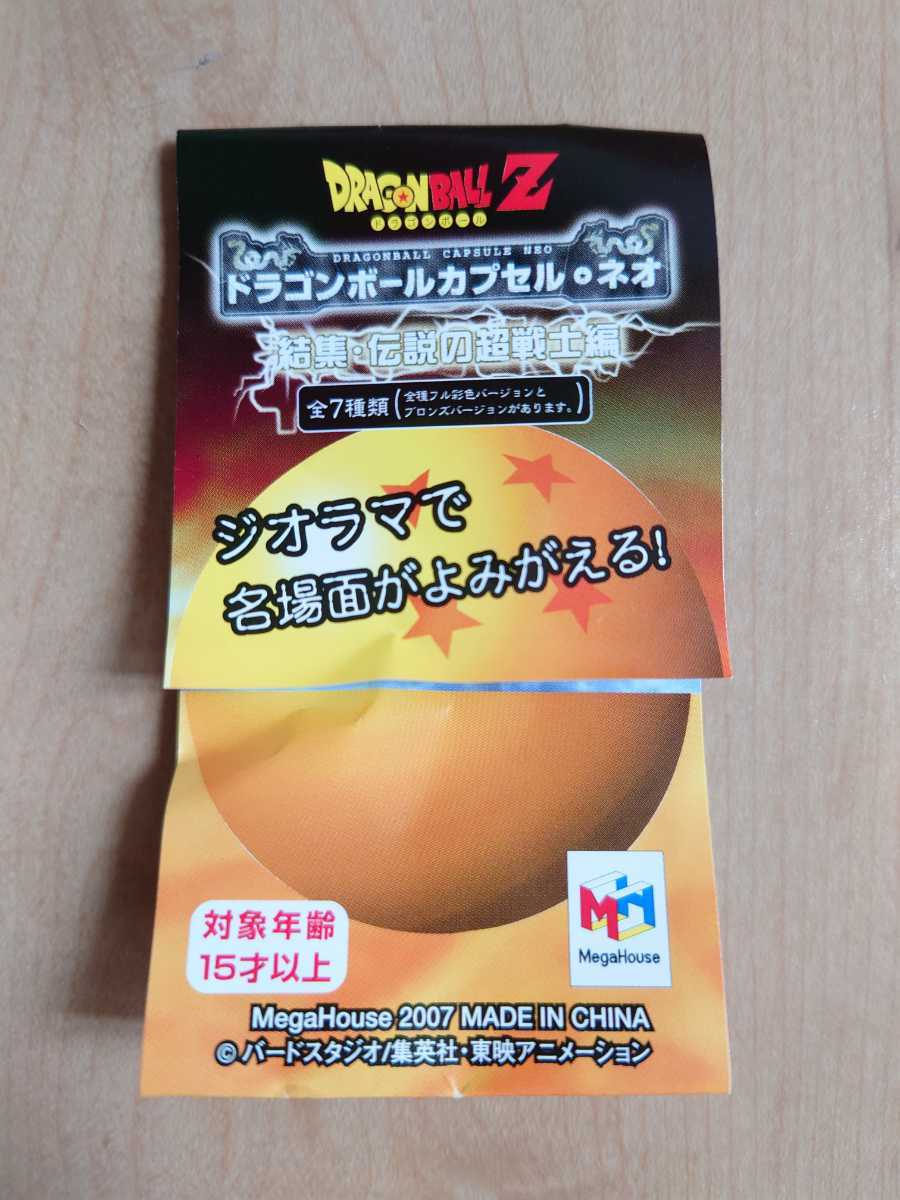 DRAGONBALL Z
ドラゴンボール
DRAGONBALL CAPSULE NEO
ドラゴンボールカプセル・ネオ
結集・伝説の超戦士編
全7種類(全種フル彩色バージョンと
ブロンズバージョンがあります。)
ジオラマで
名場面がよみがえる!
対象年齢
15才以上
MH
MegaHouse
MegaHouse 2007 MADE IN CHINA
©バードスタジオ/集英社・東映アニメーション